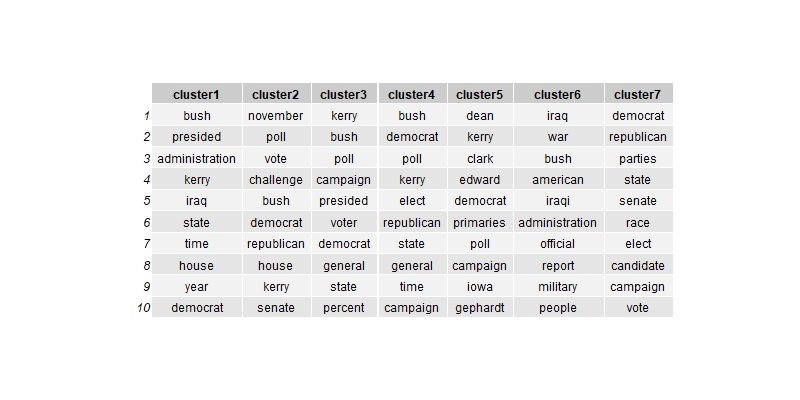 cluster1 cluster2 cluster3 cluster4 cluster5 cluster6 cluster7
1 bush november kerry bush dean iraq democrat
2 presided poll bush democrat kerry war republican
3 administration vote poll poll clark bush parties
4 kerry challenge campaign kerry edward american state
5 iraq bush presided elect democrat iraqi senate
6 state democrat voter republican primaries administration race
7 time republican democrat state poll official elect
8 house house general general campaign report candidate
9 year kerry state time iowa military campaign
10 democrat senate percent campaign gephardt people vote